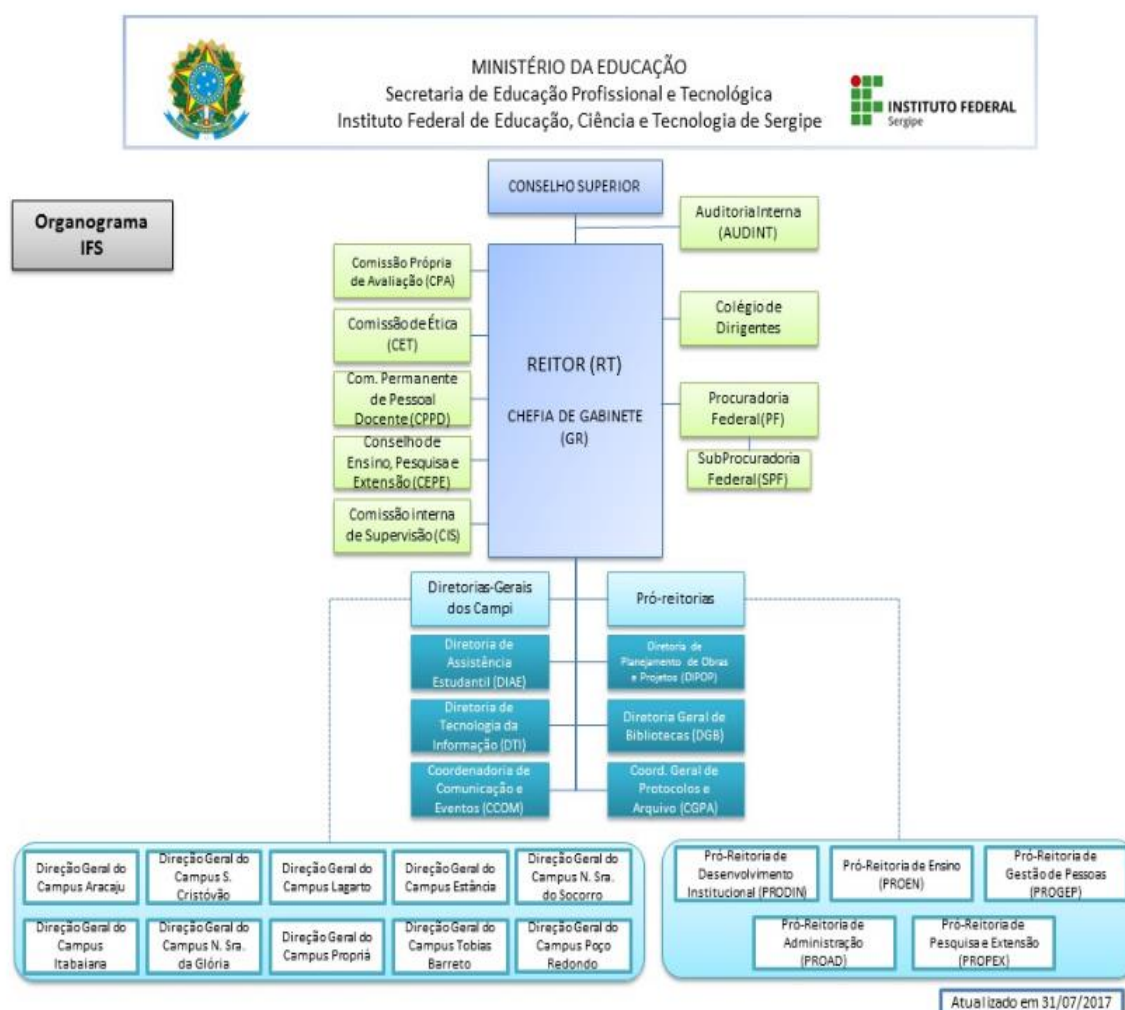 MINISTÉRIO DA EDUCAÇÃO
Secretaria de Educação Profissional e Tecnológica
Instituto Federal de Educação, Ciência e Tecnologia de Sergipe
INSTITUTO FEDERAL
Sergipe
Organograma
IFS
CONSELHO SUPERIOR
Auditoria Interna
(AUDINT)
Comissão Própria
de Avaliação (CPA)
Colégio de
Dirigentes
Comissão de Ética
(CET)
REITOR (RT)
CHEFIA DE GABINETE
(GR)
Com. Permanente
de Pessoal
Docente (CPPD)
Procuradoria
Federal (PF)
Conselho de
Ensino, Pesquisa e
Extensão (CEPE)
SubProcuradoria
Federal (SPF)
Comissão interna
de Supervisão (CIS)
Diretorias-Gerais
dos Campi
Pró-reitorias
Diretoria de
Assistência
Estudantil (DIAE)
Diretoria de
Planejamento de Obras
e Projetos (DIPOP)
Diretoria de
Tecnologia da
Informação (DTI)
Diretoria Geral de
Bibliotecas (DGB)
Coordenadoria de
Comunicação e
Eventos (CCOM)
Coord. Geral de
Protocolos e
Arquivo (CGPA)
Direção Geral do
Campus Aracaju
Direção Geral do
Campus S.
Cristóvão
Direção Geral do
Campus Lagarto
Direção Geral do
Campus Estância
Direção Geral do
Campus N. Sra.
do Socorro
Direção Geral do
Campus
Itabaiana
Direção Geral do
Campus N. Sra.
da Glória
Direção Geral do
Campus Propriá
Direção Geral do
Campus Tobias
Barreto
Direção Geral do
Campus Poço
Redondo
Pró-Reitoria de
Desenvolvimento
Institucional (PRODIN)
Pró-Reitoria de Ensino
(PROEN)
Pró-Reitoria de
Gestão de Pessoas
(PROGEP)
Pró-Reitoria de
Administração
(PROAD)
Pró-Reitoria de
Pesquisa e Extensão
(PROPEX)
Atualizado em 31/07/2017